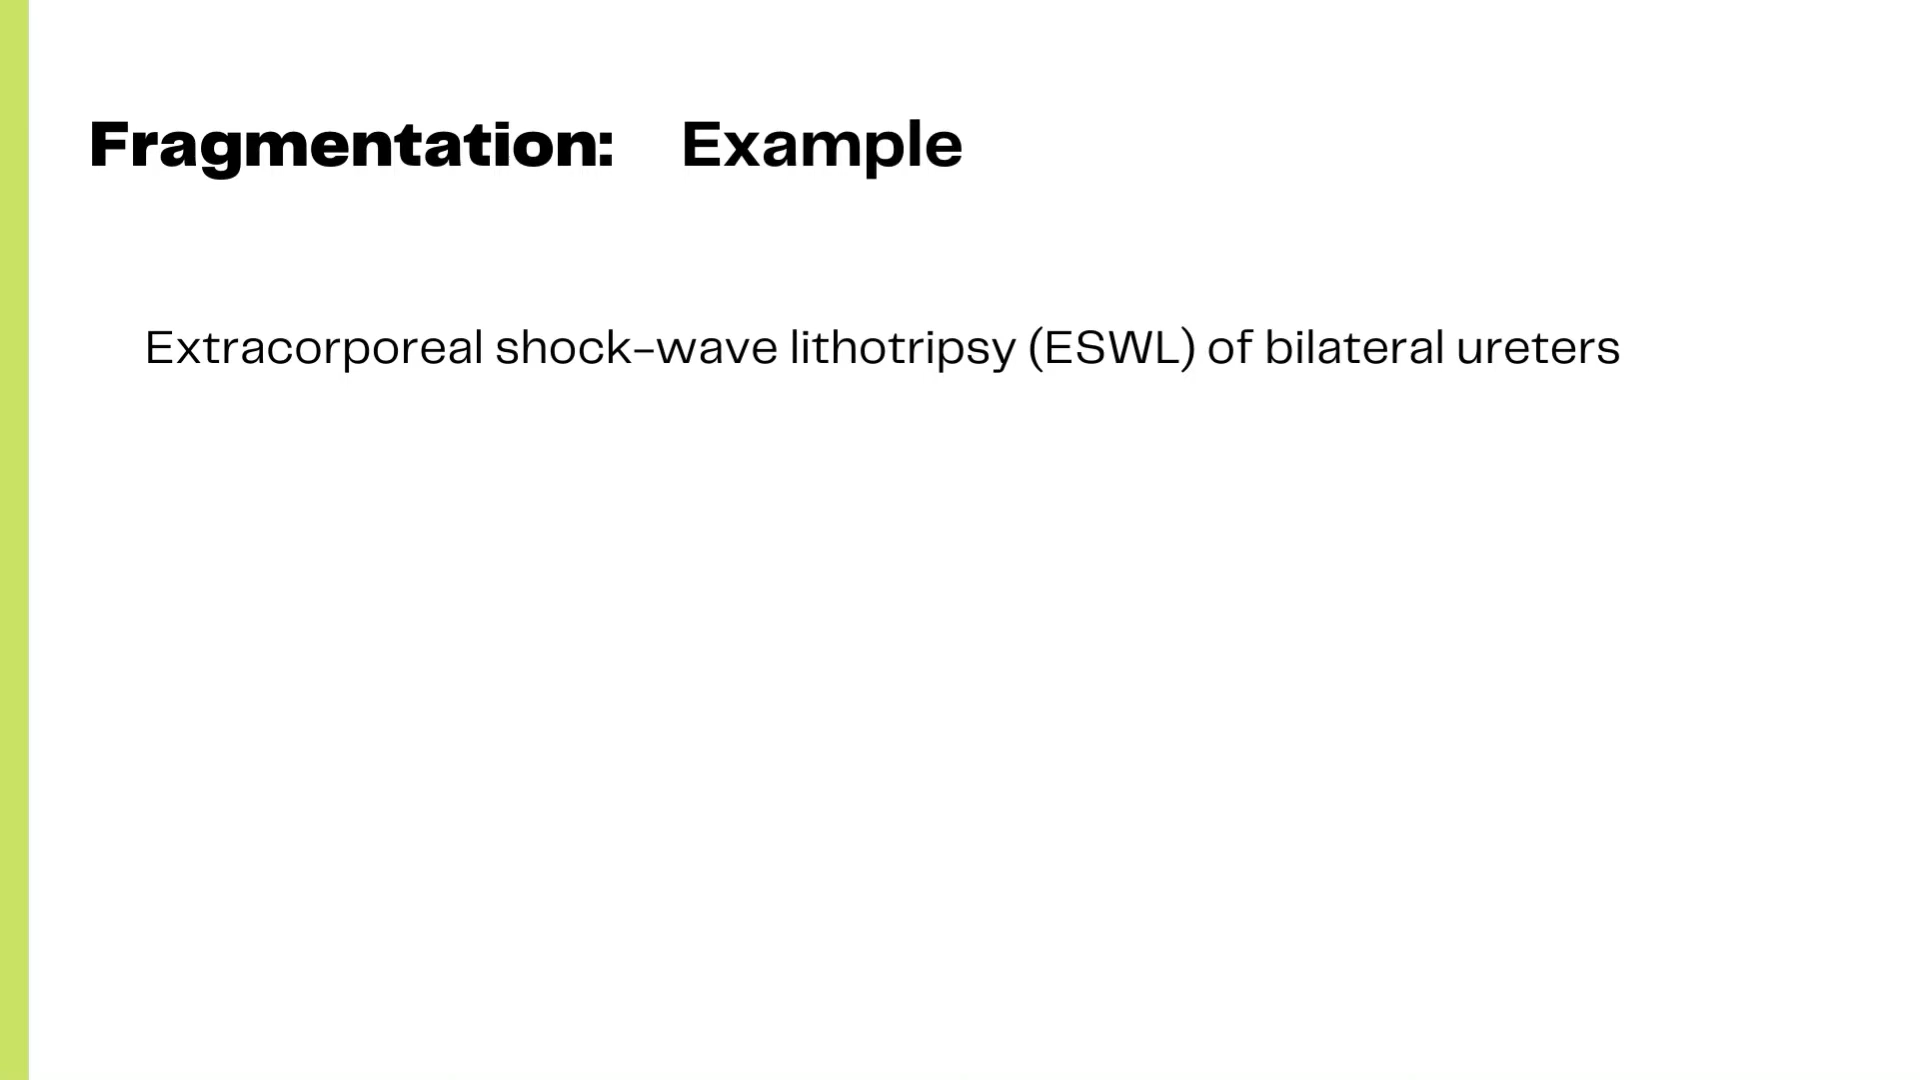 Fragmentation: Example
Extracorporeal shock-wave lithotripsy (ESWL) of bilateral ureters